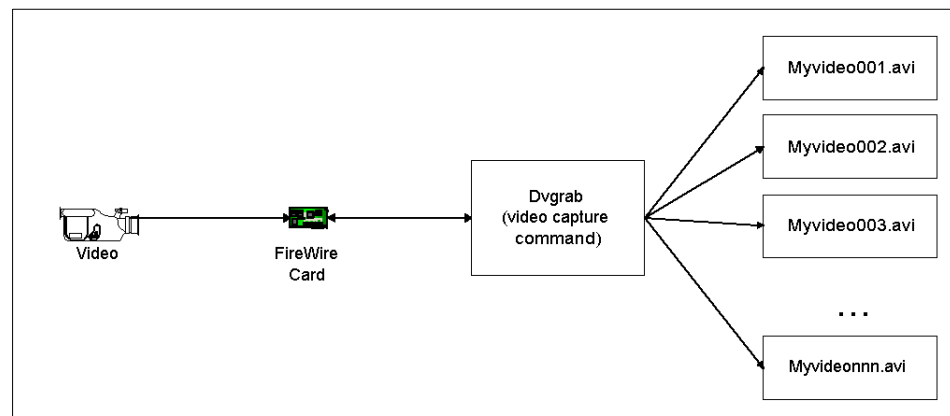 Video
FireWire
Card
Dvgrab
(video capture
command)
Myvideo001.avi
Myvideo002.avi
Myvideo003.avi
...
Myvideonnn.avi